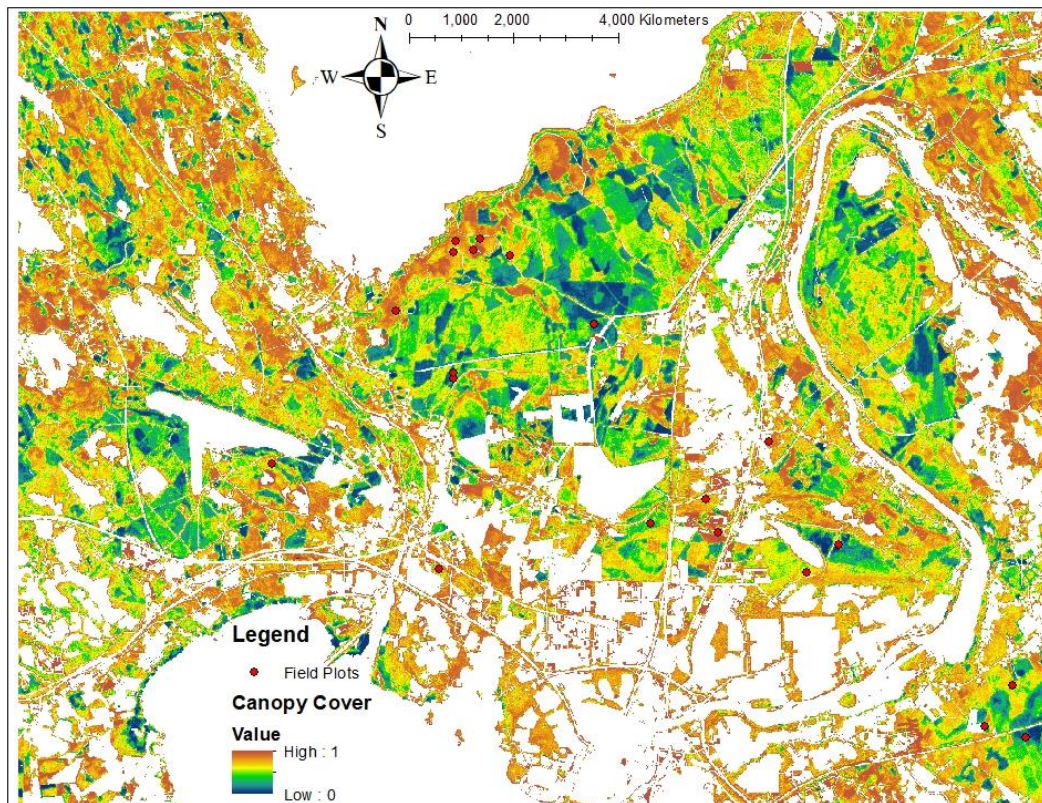 0 1,000 2,000 4,000 Kilometers
N
W E
S
Legend
Field Plots
Canopy Cover
Value
High : 1
Low : 0